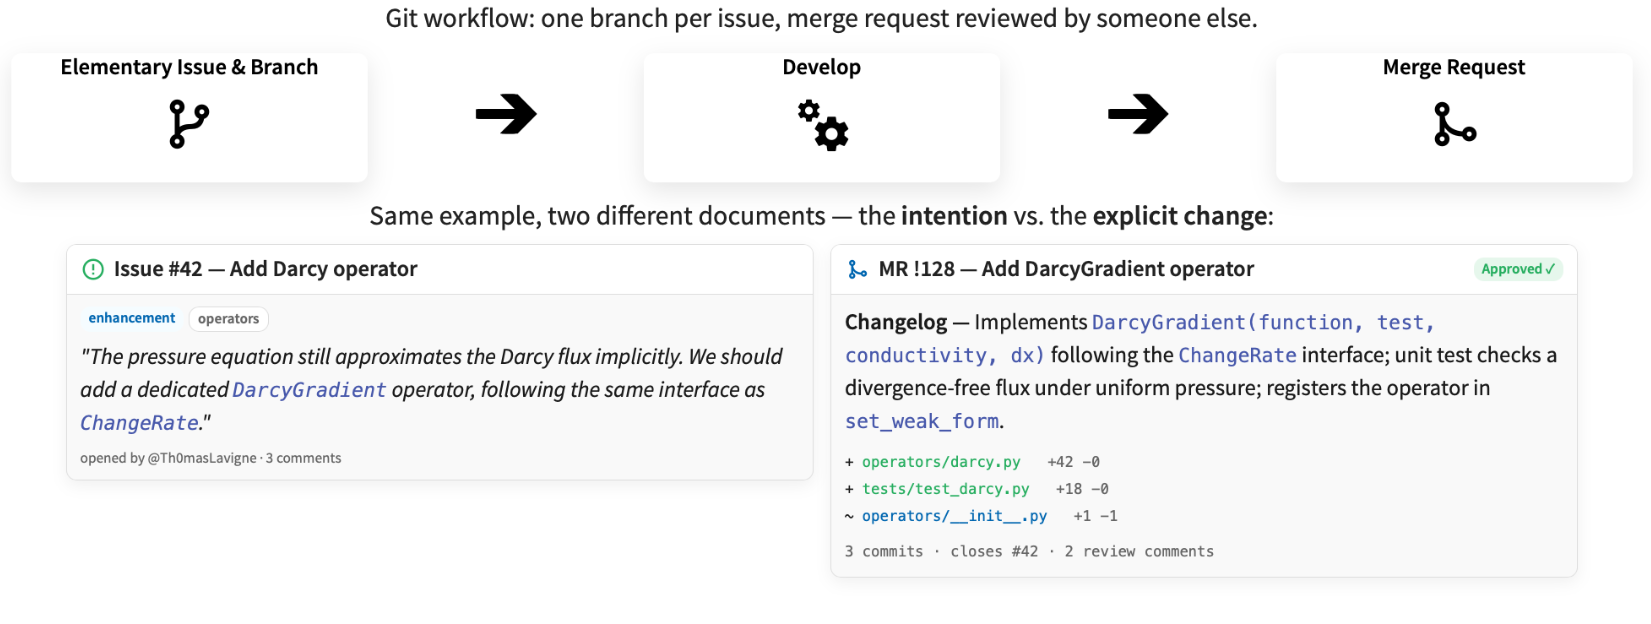 Git workflow: one branch per issue, merge request reviewed by someone else.
Elementary Issue & Branch
Develop
Merge Request
Same example, two different documents — the intention vs. the explicit change:
Issue #42 — Add Darcy operator
enhancement operators
"The pressure equation still approximates the Darcy flux implicitly. We should
add a dedicated DarcyGradient operator, following the same interface as
ChangeRate."
opened by @Th0masLavigne · 3 comments
MR !128 — Add DarcyGradient operator
Approved ✓
Changelog — Implements DarcyGradient(function, test,
conductivity, dx) following the ChangeRate interface; unit test checks a
divergence-free flux under uniform pressure; registers the operator in
set_weak_form.
+ operators/darcy.py +42 −0
+ tests/test_darcy.py +18 −0
~ operators/__init__.py +1 −1
3 commits · closes #42 · 2 review comments